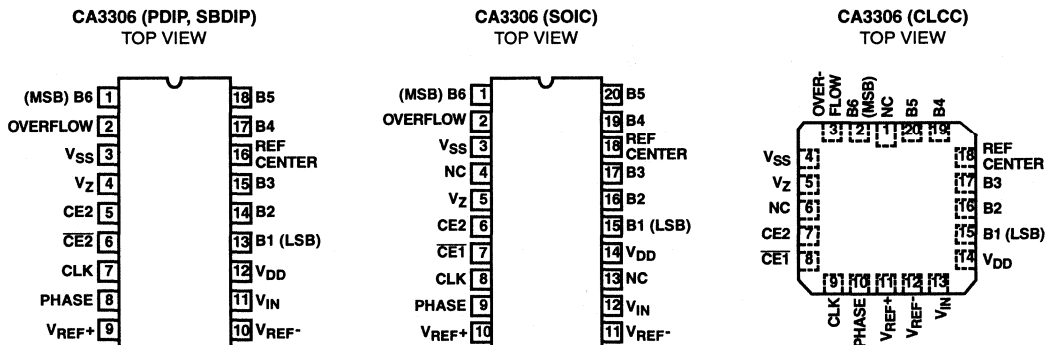 CA3306 (PDIP, SBDIP)
TOP VIEW
(MSB) B6 1
OVERFLOW 2
VSS 3
VZ 4
CE2 5
C̅E̅2̅ 6
CLK 7
PHASE 8
VREF+ 9
18 B5
17 B4
16 REF
CENTER
15 B3
14 B2
13 B1 (LSB)
12 VDD
11 VIN
10 VREF-
CA3306 (SOIC)
TOP VIEW
(MSB) B6 1
OVERFLOW 2
VSS 3
NC 4
VZ 5
CE2 6
C̅E̅1̅ 7
CLK 8
PHASE 9
VREF+ 10
20 B5
19 B4
18 REF
CENTER
17 B3
16 B2
15 B1 (LSB)
14 VDD
13 NC
12 VIN
11 VREF-
CA3306 (CLCC)
TOP VIEW
OVER-
FLOW
B6
(MSB)
NC
B5
B4
3 2 1 20 19
VSS 4
VZ 5
NC 6
CE2 7
C̅E̅1̅ 8
18 REF
CENTER
17 B3
16 B2
15 B1 (LSB)
14 VDD
9 10 11 12 13
CLK
PHASE
VREF+
VREF-
VIN